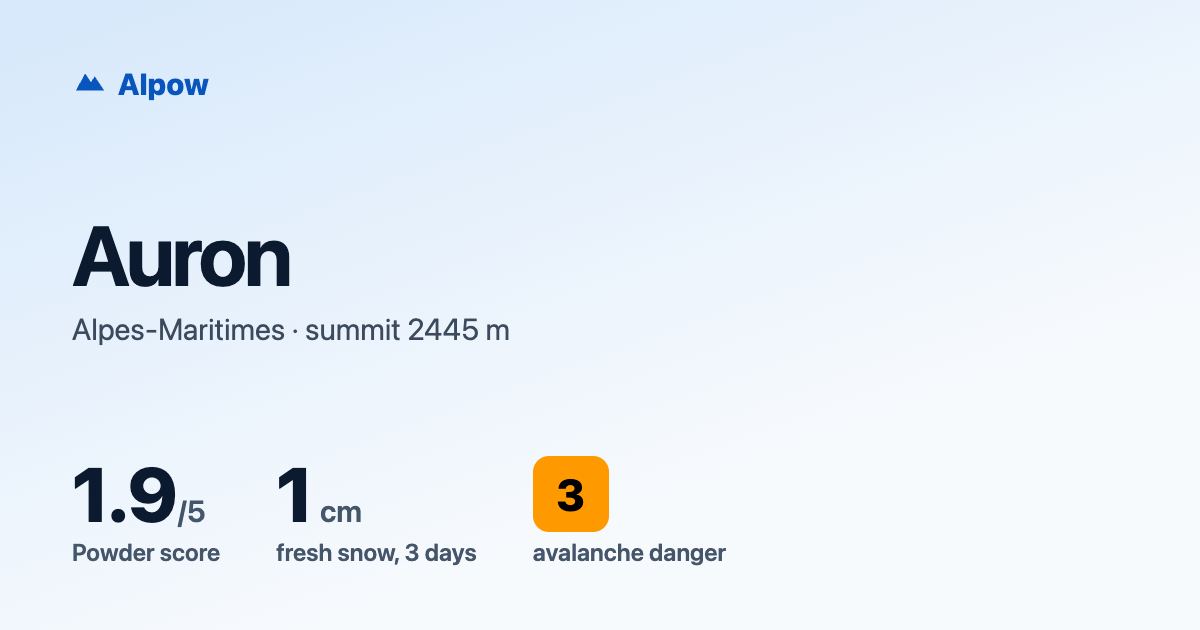 Alpow
Auron
Alpes-Maritimes · summit 2445 m
1.9/5
Powder score
1 cm
fresh snow, 3 days
3
avalanche danger